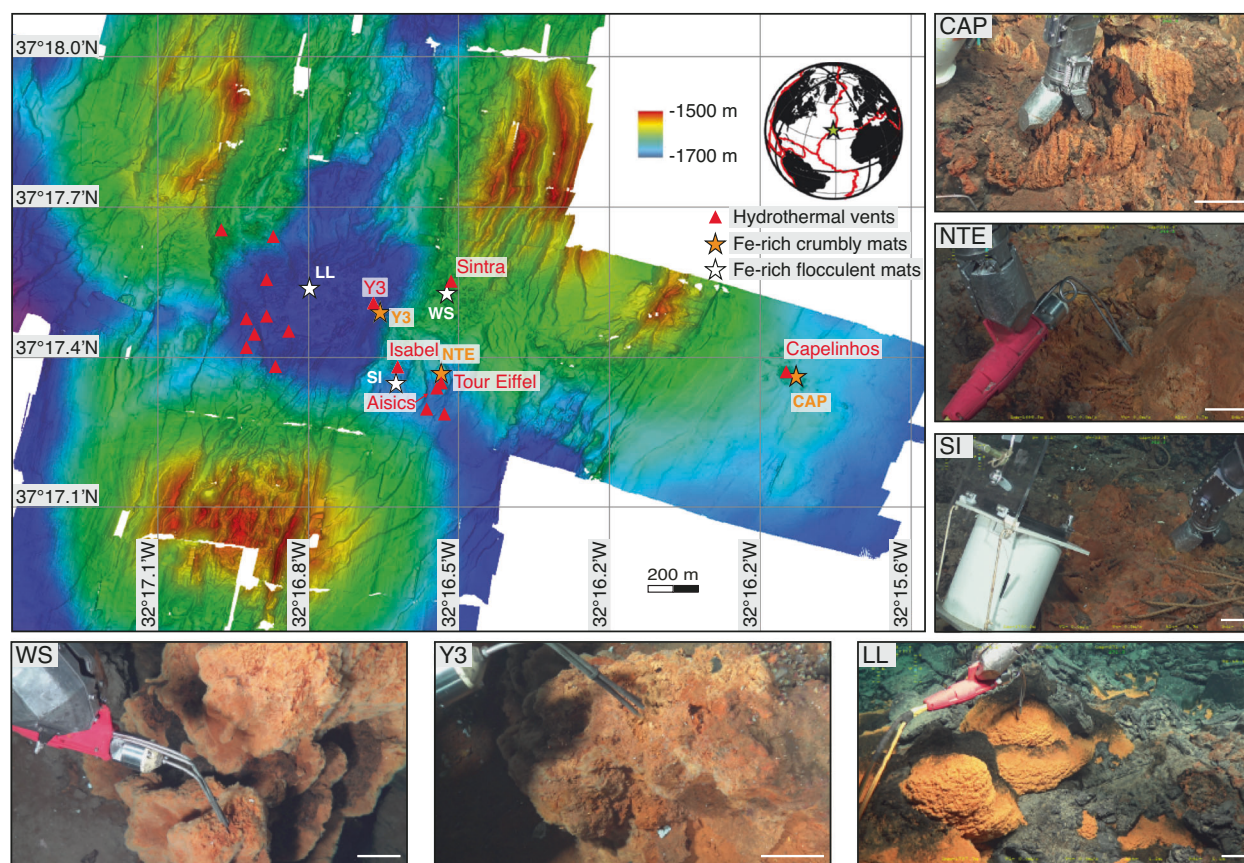 37°18.0'N
37°17.7'N
37°17.4'N
37°17.1'N
32°17.1'W
32°16.8'W
32°16.5'W
32°16.2'W
32°16.2'W
32°15.6'W
-1500 m
-1700 m
Hydrothermal vents
Fe-rich crumbly mats
Fe-rich flocculent mats
LL
Sintra
Y3
WS
Y3
Isabel
NTE
Capelinhos
SI
Tour Eiffel
Aisics
CAP
200 m
CAP
NTE
SI
WS
Y3
LL